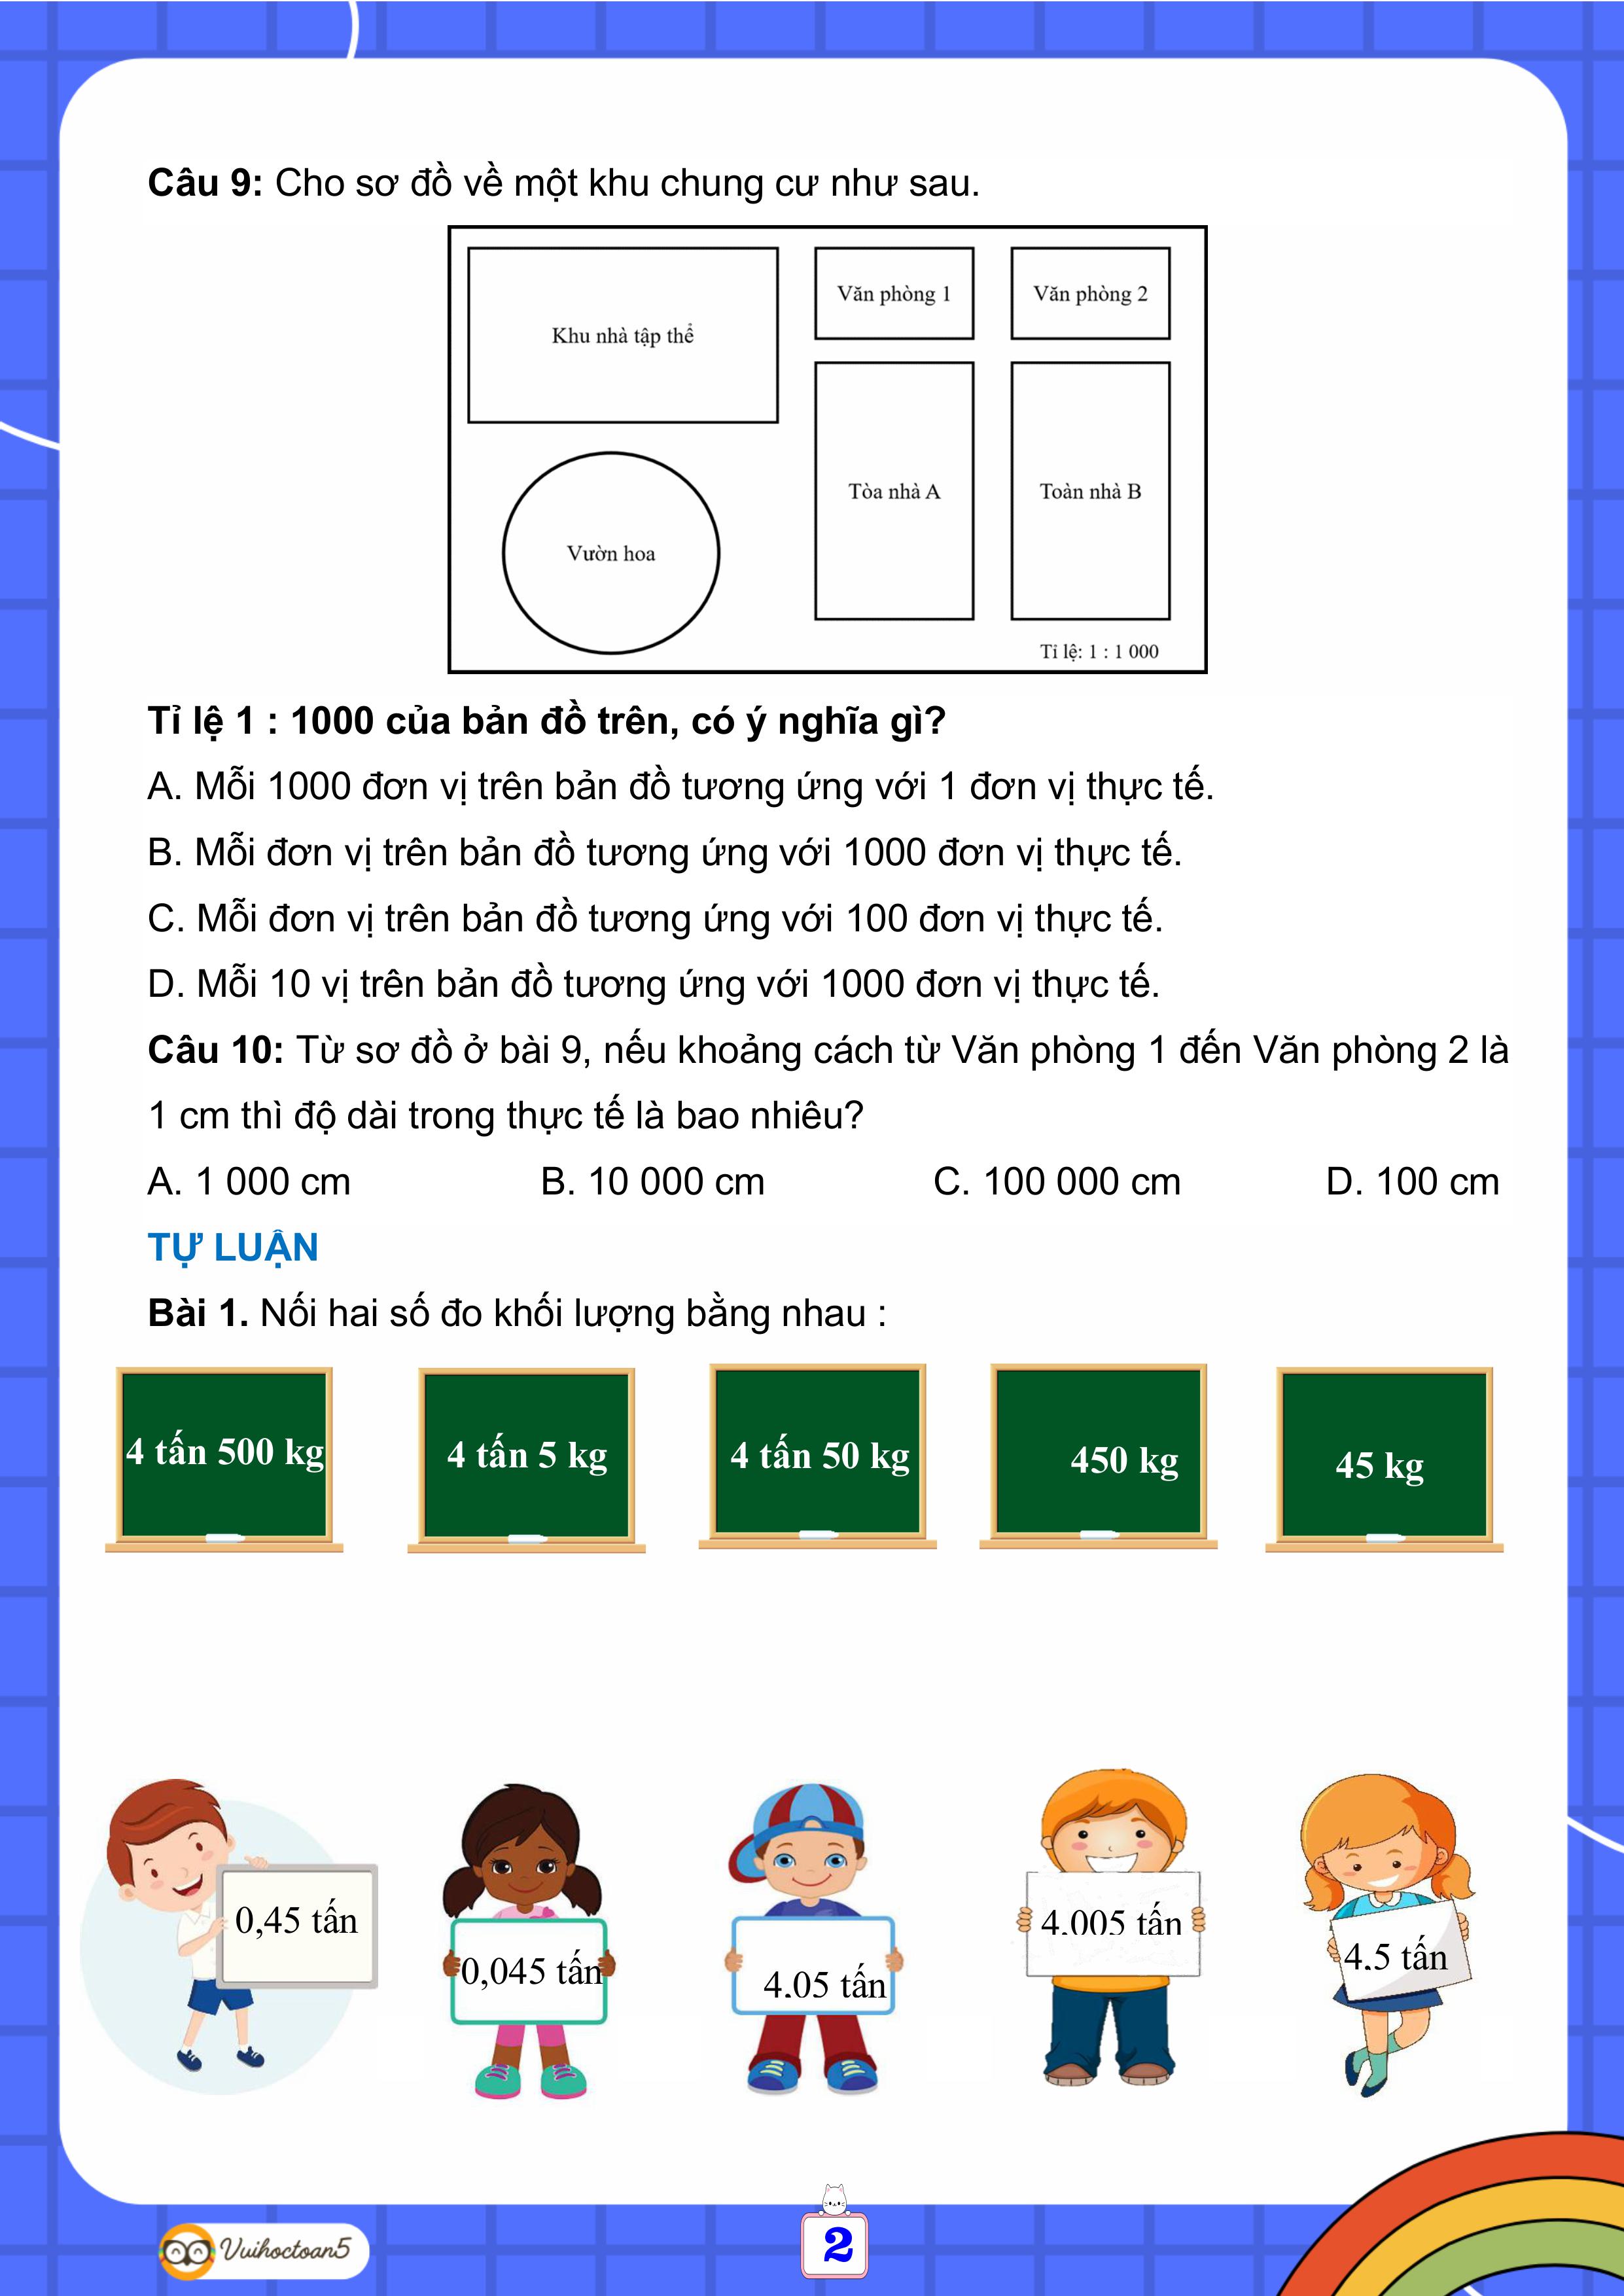 Câu 9: Cho sơ đồ về một khu chung cư như sau.
Khu nhà tập thể
Văn phòng 1
Văn phòng 2
Tòa nhà A
Toàn nhà B
Vườn hoa
Tỉ lệ: 1 : 1 000
Tỉ lệ 1 : 1000 của bản đồ trên, có ý nghĩa gì?
A. Mỗi 1000 đơn vị trên bản đồ tương ứng với 1 đơn vị thực tế.
B. Mỗi đơn vị trên bản đồ tương ứng với 1000 đơn vị thực tế.
C. Mỗi đơn vị trên bản đồ tương ứng với 100 đơn vị thực tế.
D. Mỗi 10 vị trên bản đồ tương ứng với 1000 đơn vị thực tế.
Câu 10: Từ sơ đồ ở bài 9, nếu khoảng cách từ Văn phòng 1 đến Văn phòng 2 là
1 cm thì độ dài trong thực tế là bao nhiêu?
A. 1 000 cm B. 10 000 cm C. 100 000 cm D. 100 cm
TỰ LUẬN
Bài 1. Nối hai số đo khối lượng bằng nhau :
4 tấn 500 kg
4 tấn 5 kg
4 tấn 50 kg
450 kg
45 kg
0,45 tấn
0,045 tấn
4,05 tấn
4,005 tấn
4,5 tấn
Vuihoctoan5
2